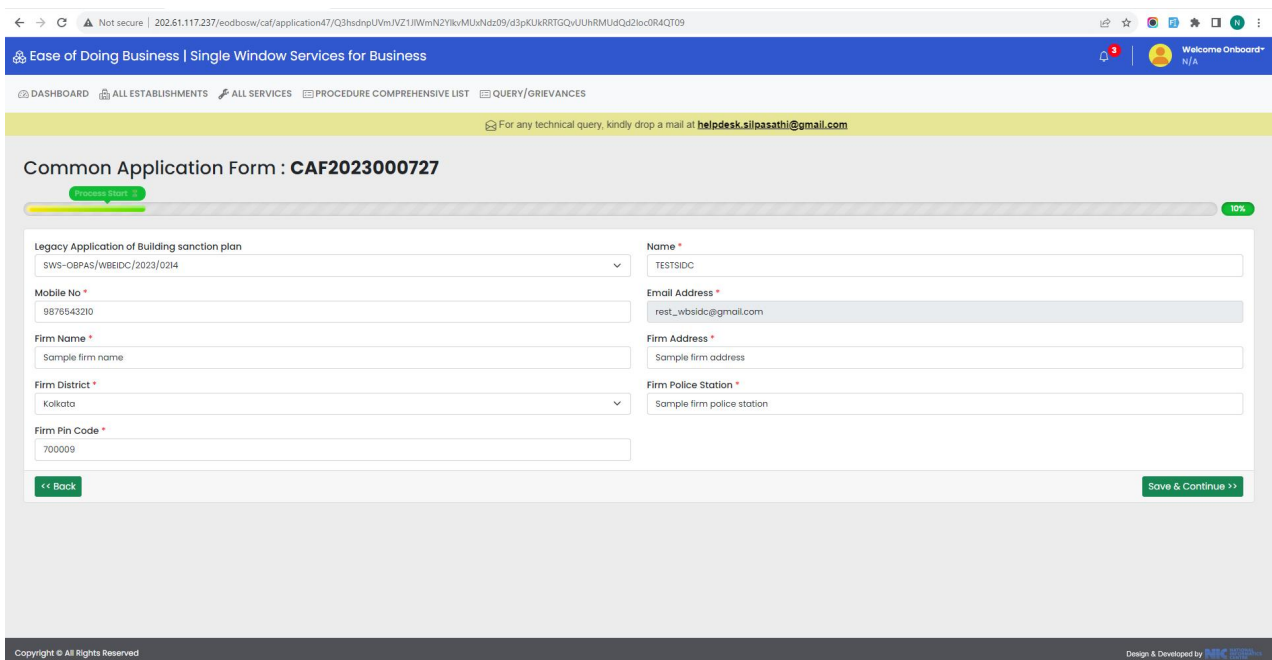 Not secure | 202.61.117.237/eodbosw/caf/application47/Q3hsdnpUVmJVZ1JIWmN2YlkvMUxNdz09/d3pKUkRRTGQvUUhRMUdQd2loc0R4QT09
Ease of Doing Business | Single Window Services for Business
3
Welcome Onboard
N/A
DASHBOARD ALL ESTABLISHMENTS ALL SERVICES PROCEDURE COMPREHENSIVE LIST QUERY/GRIEVANCES
For any technical query, kindly drop a mail at helpdesk.silpasathi@gmail.com
Common Application Form : CAF2023000727
Process Start
10%
Legacy Application of Building sanction plan
SWS-OBPAS/WBEIDC/2023/0214
Name *
TESTSIDC
Mobile No *
9876543210
Email Address *
rest_wbsidc@gmail.com
Firm Name *
Sample firm name
Firm Address *
Sample firm address
Firm District *
Kolkata
Firm Police Station *
Sample firm police station
Firm Pin Code *
700009
<< Back
Save & Continue >>
Copyright © All Rights Reserved
Design & Developed by NIC